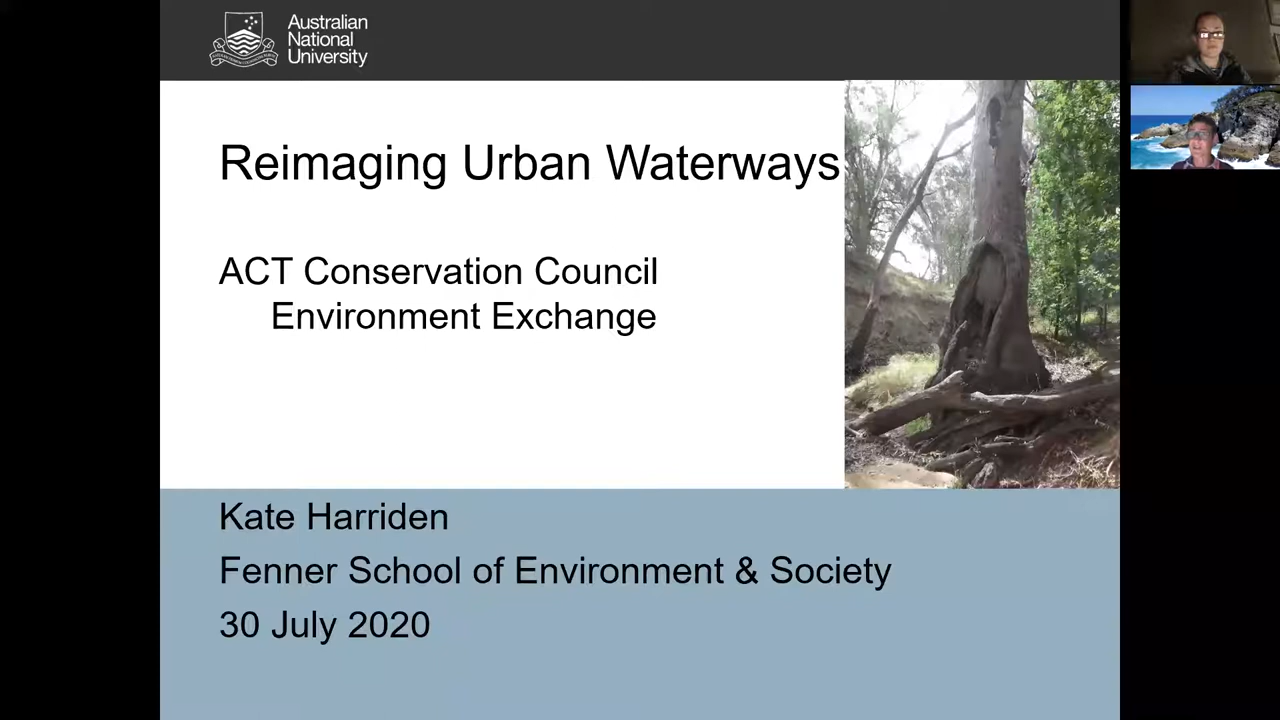 Australian
National
University
Reimaging Urban Waterways
ACT Conservation Council
Environment Exchange
Kate Harriden
Fenner School of Environment & Society
30 July 2020